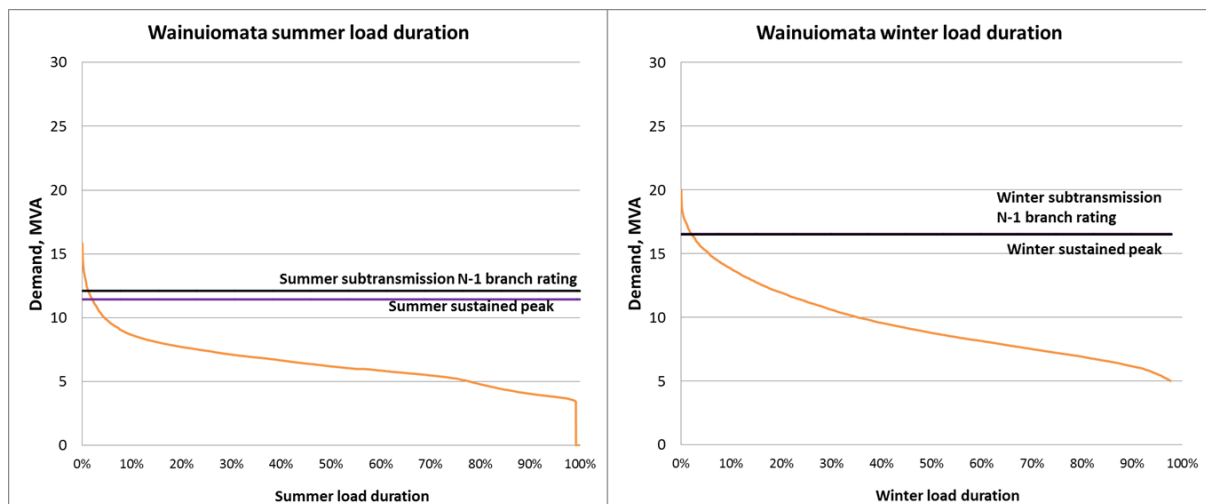 Wainuiomata summer load duration
30
25
20
15
10
5
0
Demand, MVA
Summer subtransmission N-1 branch rating
Summer sustained peak
0% 10% 20% 30% 40% 50% 60% 70% 80% 90% 100%
Summer load duration
Wainuiomata winter load duration
30
25
20
15
10
5
0
Demand, MVA
Winter subtransmission
N-1 branch rating
Winter sustained peak
0% 10% 20% 30% 40% 50% 60% 70% 80% 90% 100%
Winter load duration